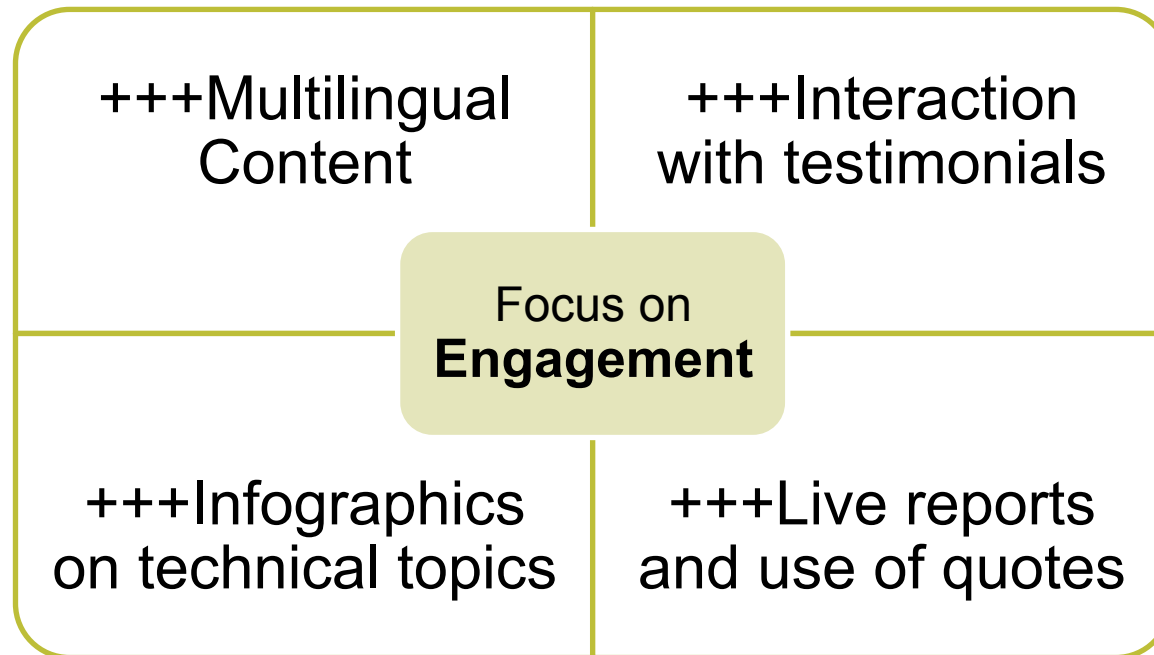 +++Multilingual
Content
+++Interaction
with testimonials
Focus on
Engagement
+++Infographics
on technical topics
+++Live reports
and use of quotes